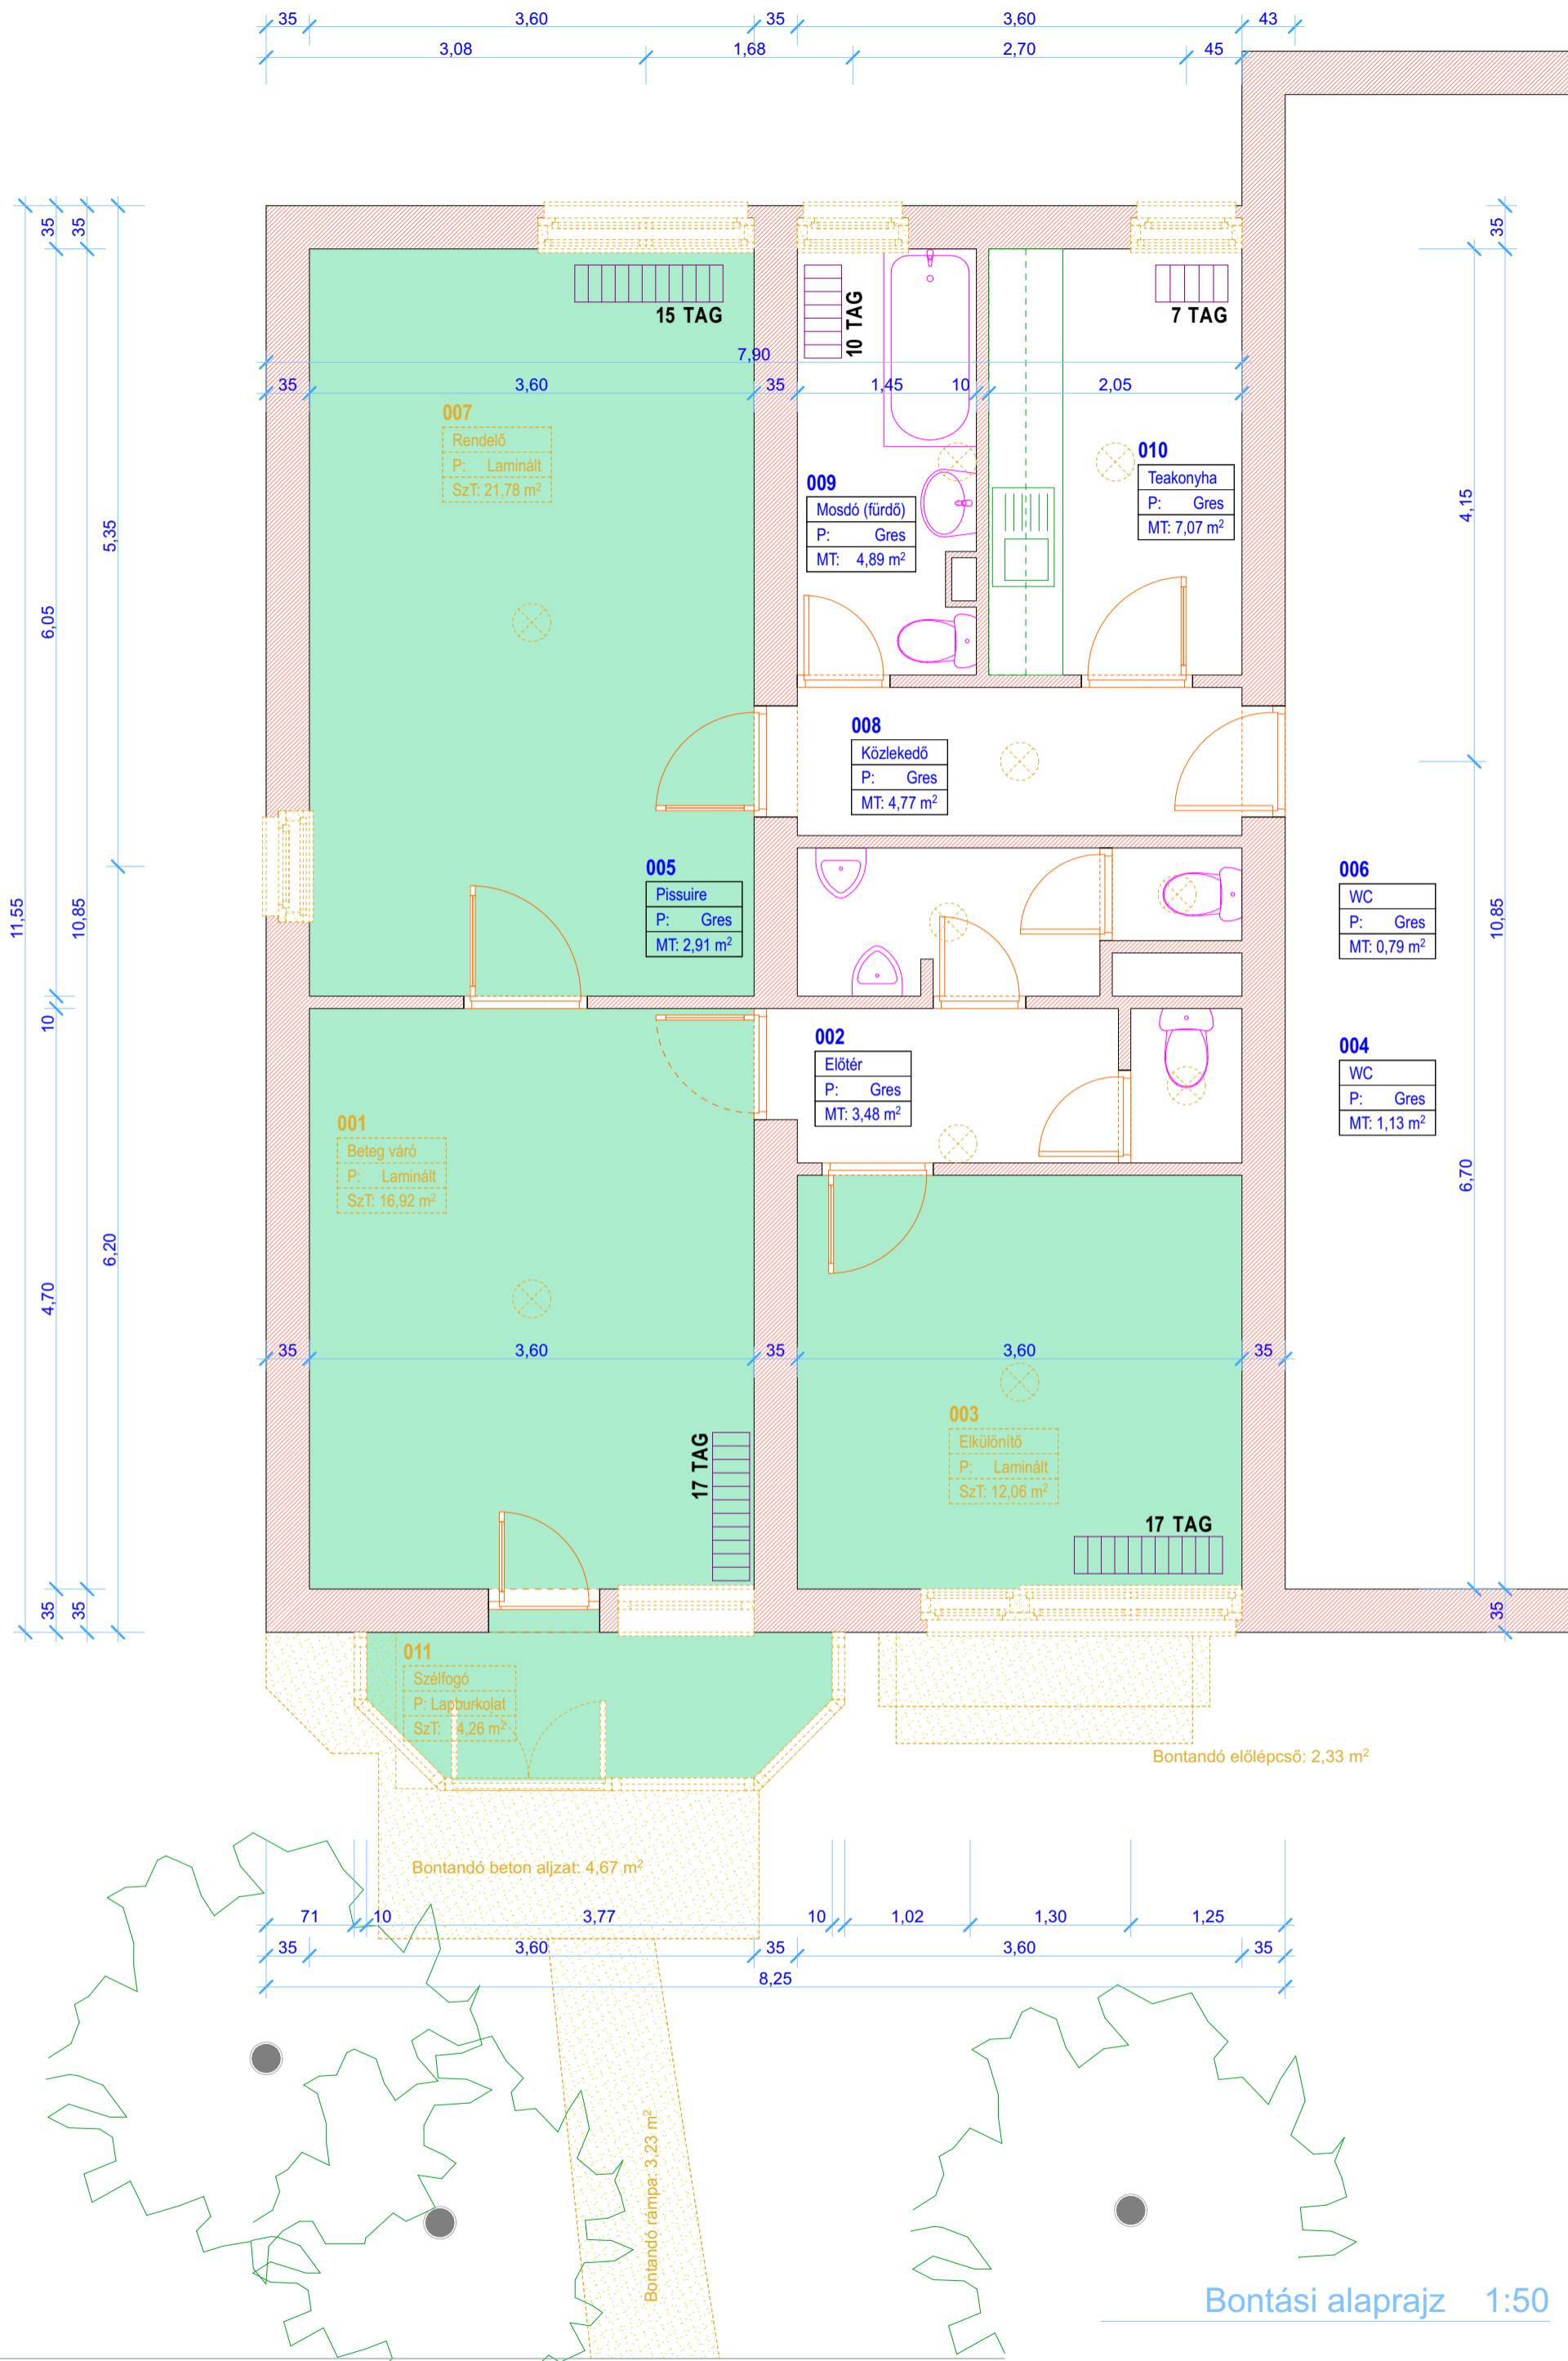 35 3,60 35 3,60 43
3,08 1,68 2,70 45
35 35 35
15 TAG
10 TAG
7 TAG
7,90
35 3,60 35 1,45 10 2,05
007
Rendelő
P: Laminált
SzT: 21,78 m²
009
Mosdó (fürdő)
P: Gres
MT: 4,89 m²
010
Teakonyha
P: Gres
MT: 7,07 m²
4,15
5,35
6,05
008
Közlekedő
P: Gres
MT: 4,77 m²
005
Pissuire
P: Gres
MT: 2,91 m²
006
WC
P: Gres
MT: 0,79 m²
11,55
10,85
10,85
10
002
Előtér
P: Gres
MT: 3,48 m²
004
WC
P: Gres
MT: 1,13 m²
001
Beteg váró
P: Laminált
SzT: 16,92 m²
6,70
6,20
4,70
35 3,60 35 3,60 35
003
Elkülönítő
P: Laminált
SzT: 12,06 m²
17 TAG
17 TAG
35 35 35
011
Szélfogó
P: Lapburkolat
SzT: 4,26 m²
Bontandó előlépcső: 2,33 m²
Bontandó beton aljzat: 4,67 m²
71 10 3,77 10 1,02 1,30 1,25
35 3,60 35 3,60 35
8,25
Bontandó rámpa: 3,23 m²
Bontási alaprajz 1:50